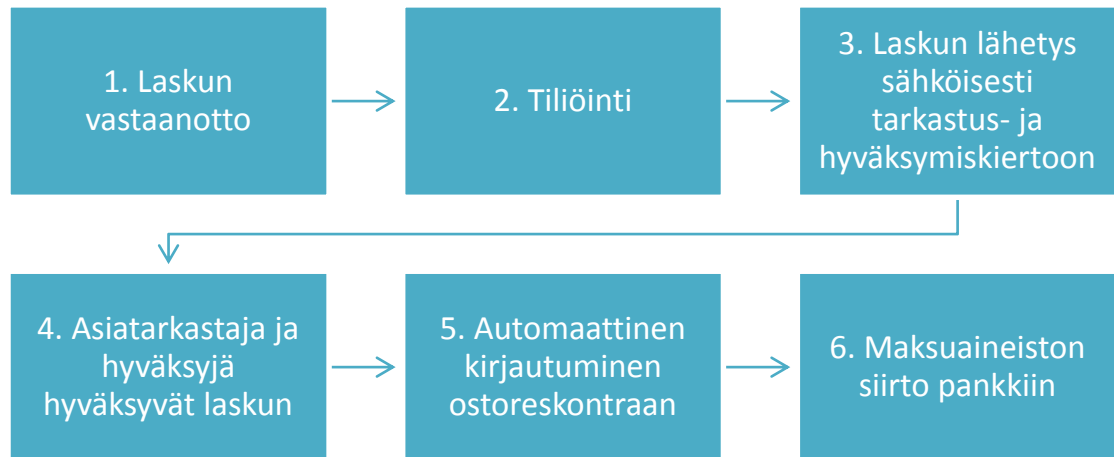 1. Laskun
vastaanotto
2. Tiliöinti
3. Laskun lähetys
sähköisesti
tarkastus- ja
hyväksymiskiertoon
4. Asiatarkastaja ja
hyväksyjä
hyväksyvät laskun
5. Automaattinen
kirjautuminen
ostoreskontraan
6. Maksuaineiston
siirto pankkiin